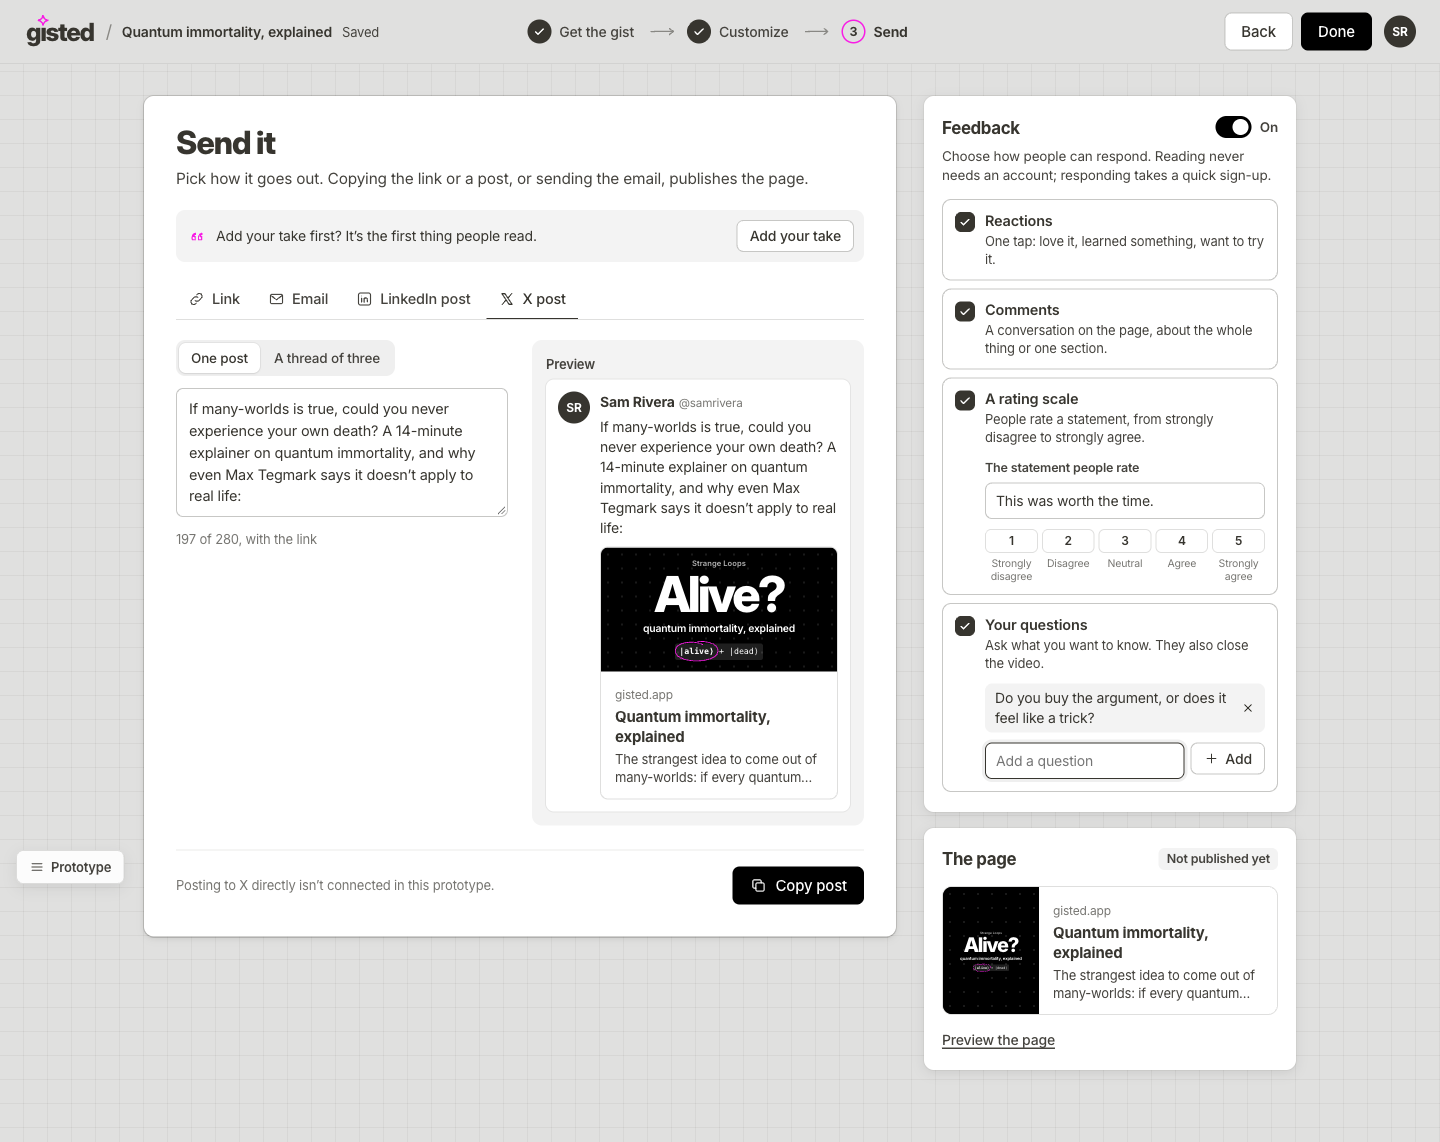 gisted / Quantum immortality, explained Saved
Get the gist
Customize
3 Send
Back
Done
SR
Send it
Pick how it goes out. Copying the link or a post, or sending the email, publishes the page.
Add your take first? It’s the first thing people read.
Add your take
Link
Email
LinkedIn post
X post
One post
A thread of three
If many-worlds is true, could you never
experience your own death? A 14-minute
explainer on quantum immortality, and why
even Max Tegmark says it doesn’t apply to
real life:
197 of 280, with the link
Preview
SR
Sam Rivera @samrivera
If many-worlds is true, could you
never experience your own death? A
14-minute explainer on quantum
immortality, and why even Max
Tegmark says it doesn’t apply to real
life:
Strange Loops
Alive?
quantum immortality, explained
|alive⟩ + |dead⟩
gisted.app
Quantum immortality,
explained
The strangest idea to come out of
many-worlds: if every quantum...
Posting to X directly isn’t connected in this prototype.
Copy post
Prototype
Feedback
On
Choose how people can respond. Reading never
needs an account; responding takes a quick sign-up.
Reactions
One tap: love it, learned something, want to try
it.
Comments
A conversation on the page, about the whole
thing or one section.
A rating scale
People rate a statement, from strongly
disagree to strongly agree.
The statement people rate
This was worth the time.
1 2 3 4 5
Strongly Disagree Neutral Agree Strongly
disagree agree
Your questions
Ask what you want to know. They also close
the video.
Do you buy the argument, or does it
feel like a trick?
Add a question
Add
The page
Not published yet
Strange Loops
Alive?
quantum immortality, explained
|alive⟩ + |dead⟩
gisted.app
Quantum immortality,
explained
The strangest idea to come out of
many-worlds: if every quantum...
Preview the page